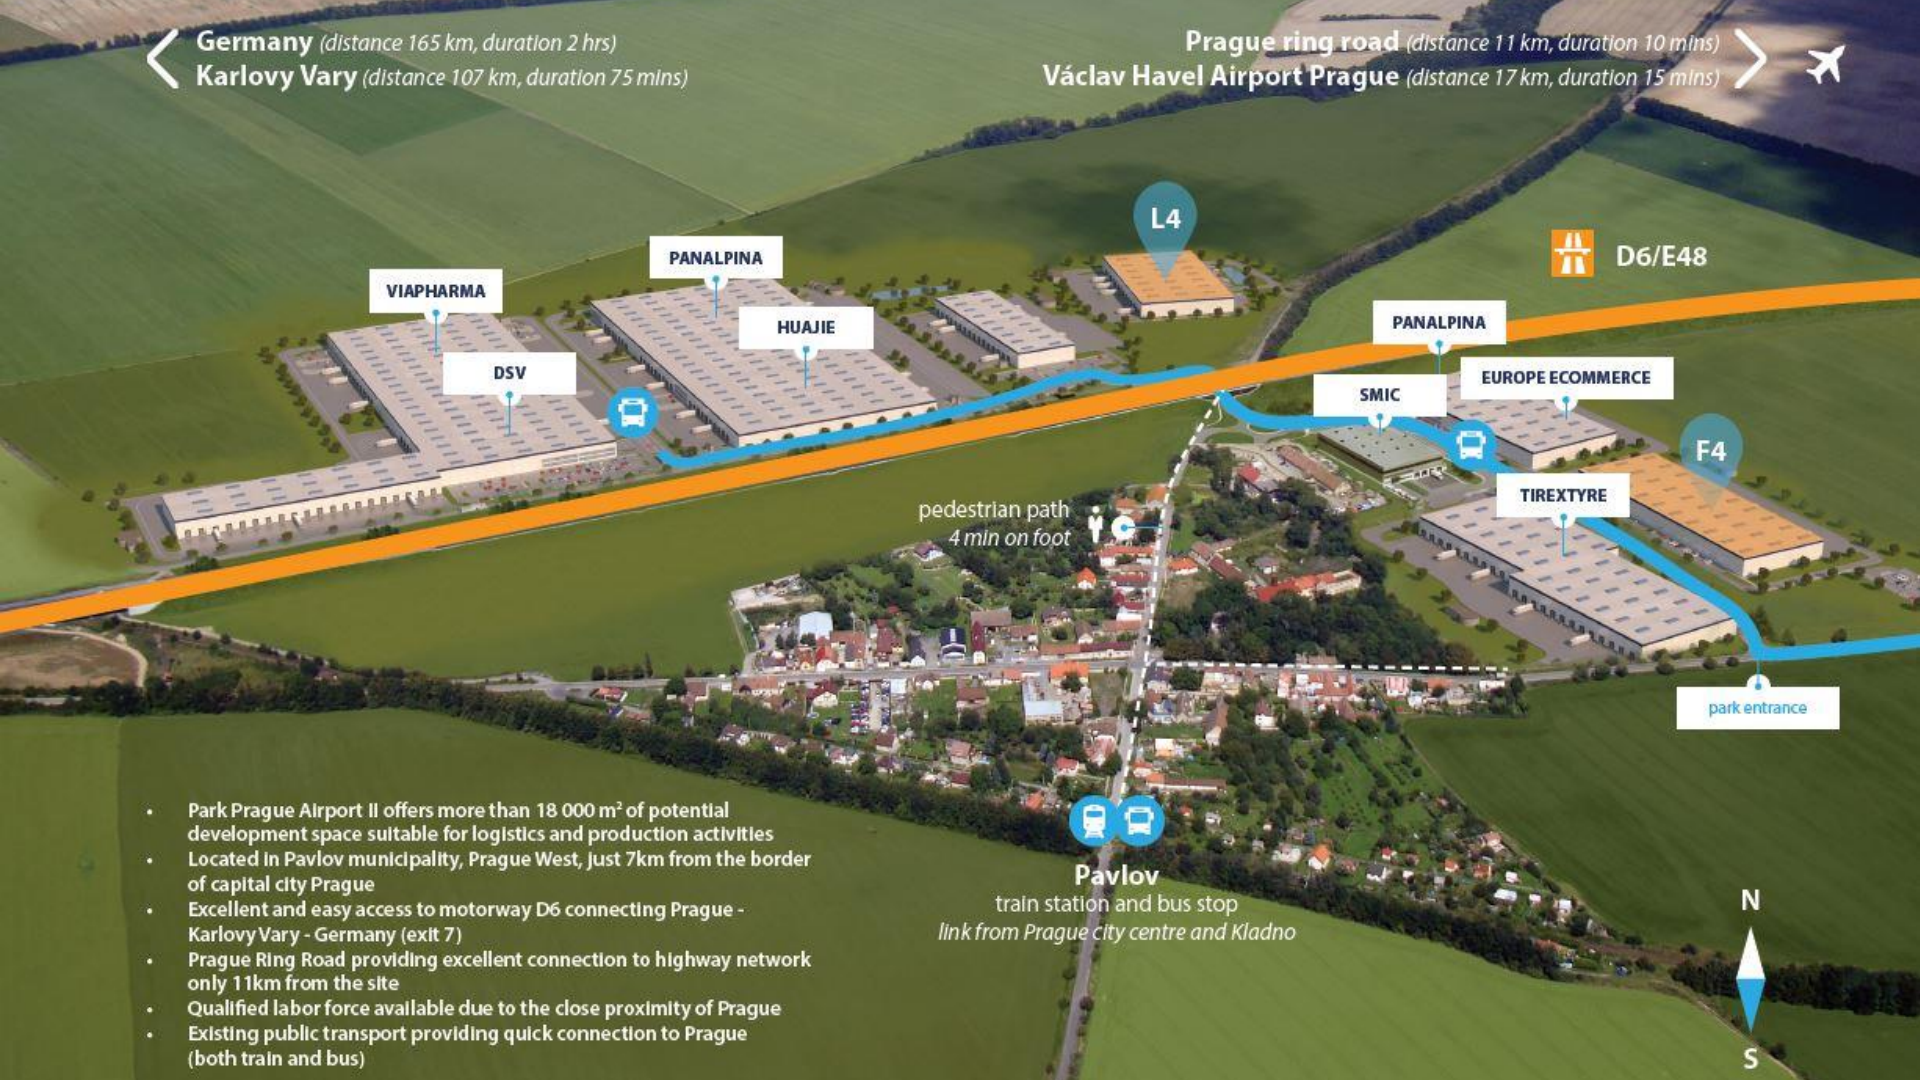 Germany (distance 165 km, duration 2 hrs)
Karlovy Vary (distance 107 km, duration 75 mins)
Prague ring road (distance 11 km, duration 10 mins)
Václav Havel Airport Prague (distance 17 km, duration 15 mins)
L4
D6/E48
PANALPINA
VIAPHARMA
HUAJIE
PANALPINA
DSV
EUROPE ECOMMERCE
SMIC
F4
TIREXTYRE
pedestrian path
4 min on foot
park entrance
• Park Prague Airport II offers more than 18 000 m² of potential
development space suitable for logistics and production activities
• Located in Pavlov municipality, Prague West, just 7km from the border
of capital city Prague
• Excellent and easy access to motorway D6 connecting Prague -
Karlovy Vary - Germany (exit 7)
• Prague Ring Road providing excellent connection to highway network
only 11km from the site
• Qualified labor force available due to the close proximity of Prague
• Existing public transport providing quick connection to Prague
(both train and bus)
Pavlov
train station and bus stop
link from Prague city centre and Kladno
N
S